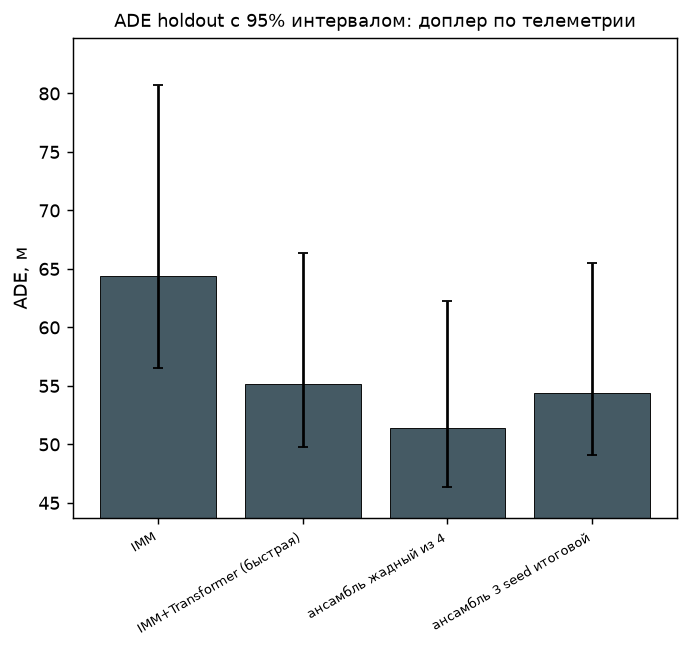 ADE holdout с 95% интервалом: доплер по телеметрии
80
75
70
65
60
55
50
45
ADE, м
IMM
IMM+Transformer (быстрая)
ансамбль жадный из 4
ансамбль 3 seed итоговой